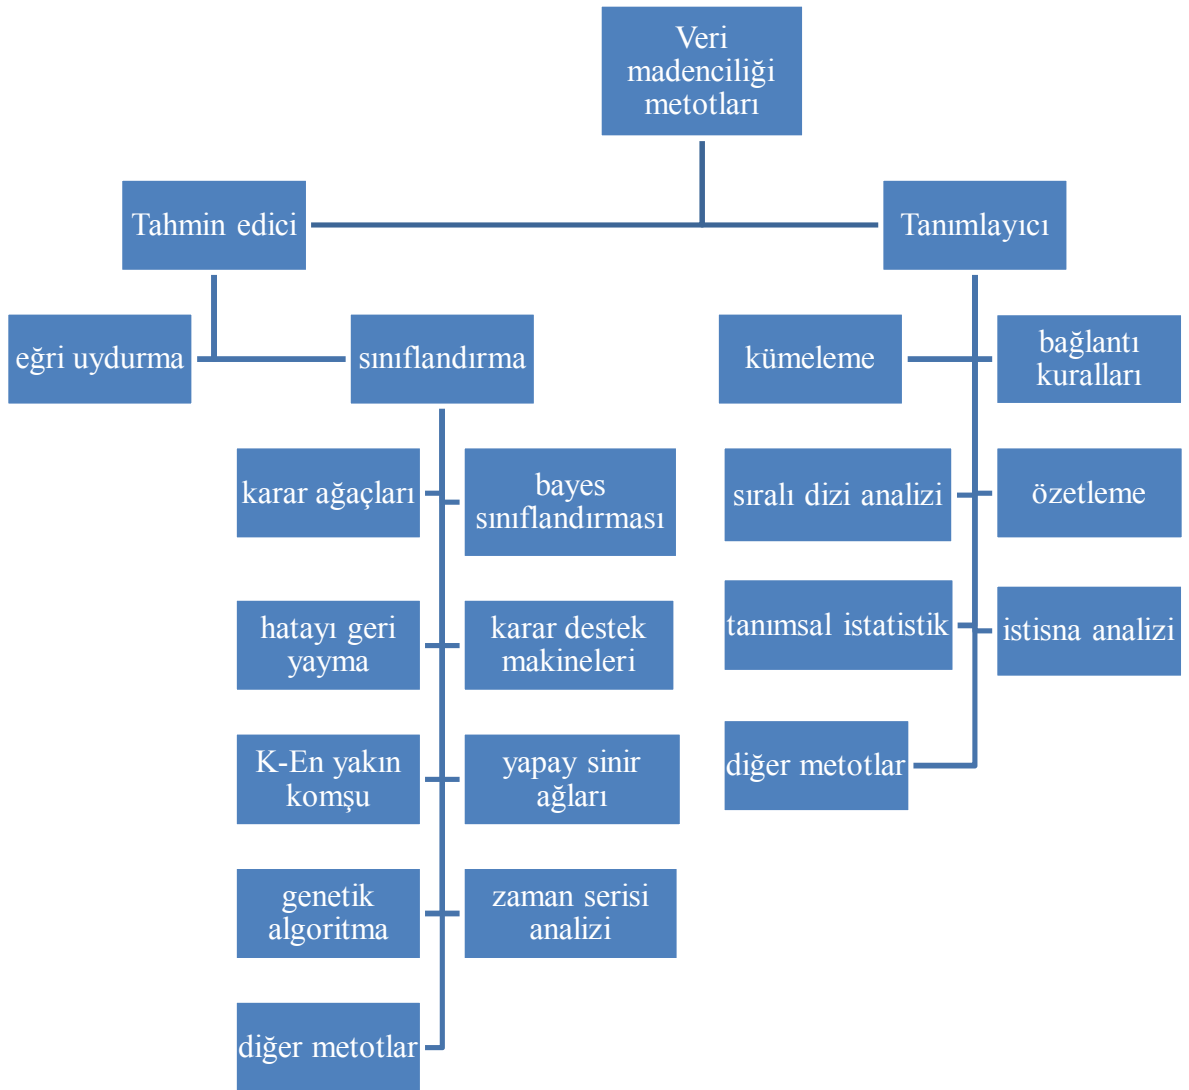 Veri
madenciliği
metotları
Tahmin edici
Tanımlayıcı
eğri uydurma
sınıflandırma
kümeleme
bağlantı
kuralları
karar ağaçları
bayes
sınıflandırması
sıralı dizi analizi
özetleme
hatayı geri
yayma
karar destek
makineleri
tanımsal istatistik
istisna analizi
K-En yakın
komşu
yapay sinir
ağları
diğer metotlar
genetik
algoritma
zaman serisi
analizi
diğer metotlar